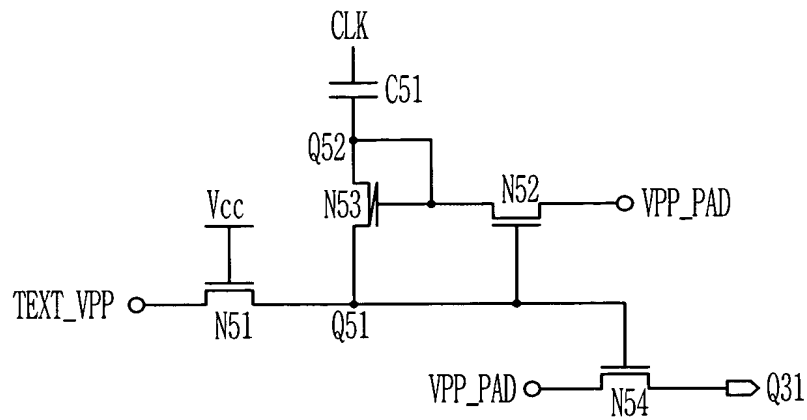 CLK
C51
Q52
N52
N53
VPP_PAD
Vcc
TEXT_VPP
N51
Q51
VPP_PAD
N54
Q31